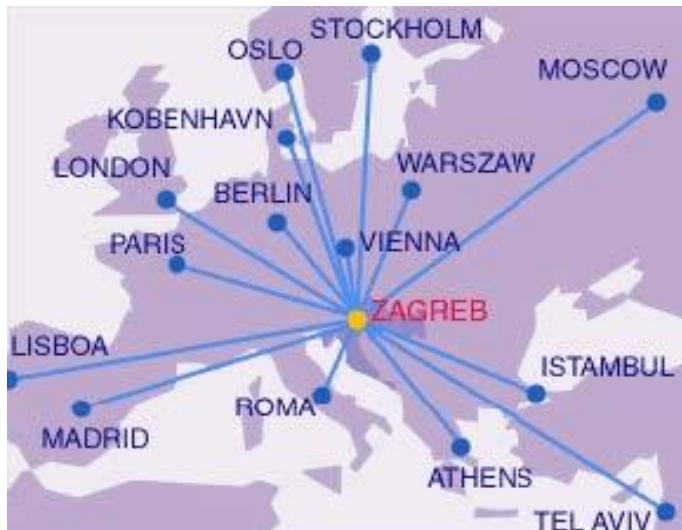 STOCKHOLM
OSLO
MOSCOW
KOBENHAVN
LONDON
WARSZAW
BERLIN
PARIS
VIENNA
ZAGREB
LISBOA
ISTAMBUL
ROMA
MADRID
ATHENS
TEL AVIV